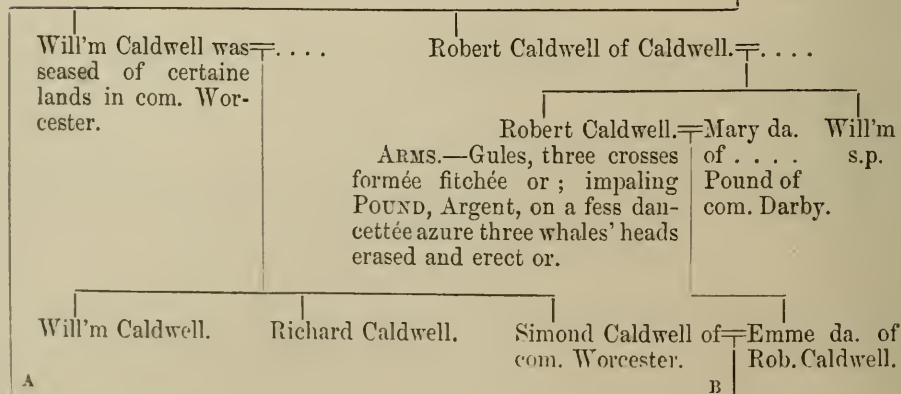 Will'm Caldwell was . . . .
seased of certaine
lands in com. Wor-
cester.
Robert Caldwell of Caldwell. . . . .
Robert Caldwell.
ARMS.—Gules, three crosses
formée fitchée or ; impaling
POUND, Argent, on a fess dan-
cettée azure three whales' heads
erased and erect or.
Mary da.
of . . . .
Pound of
com. Darby.
Will'm
s.p.
Will'm Caldwell.
Richard Caldwell.
Simond Caldwell of
com. Worcester.
Emme da. of
Rob. Caldwell.
A
B